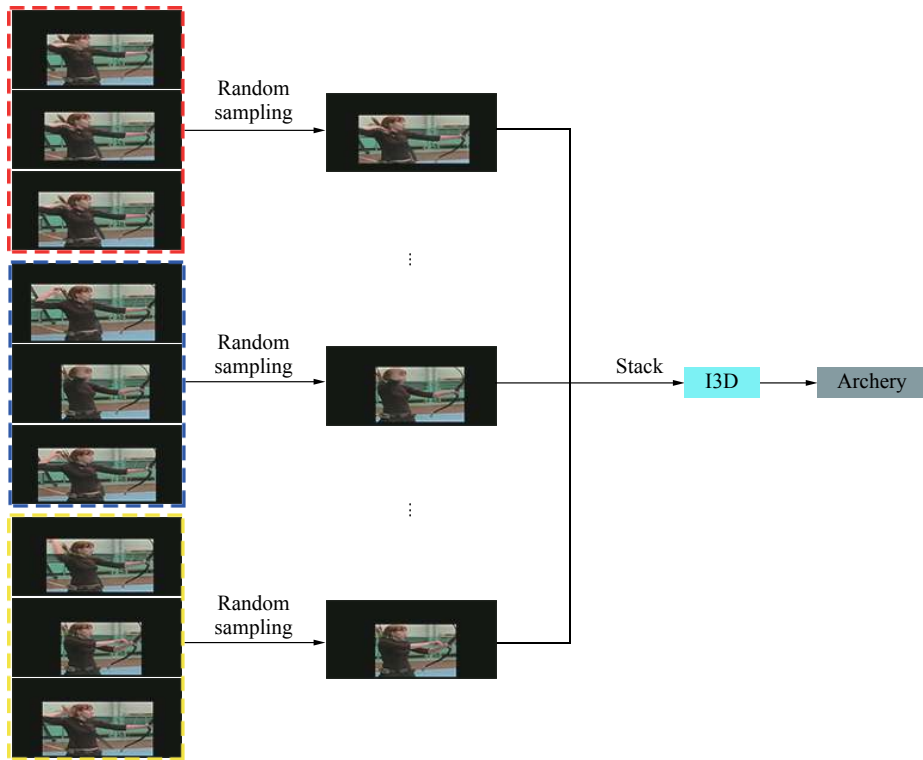 Random
sampling
⋮
Random
sampling
Stack
I3D
Archery
⋮
Random
sampling